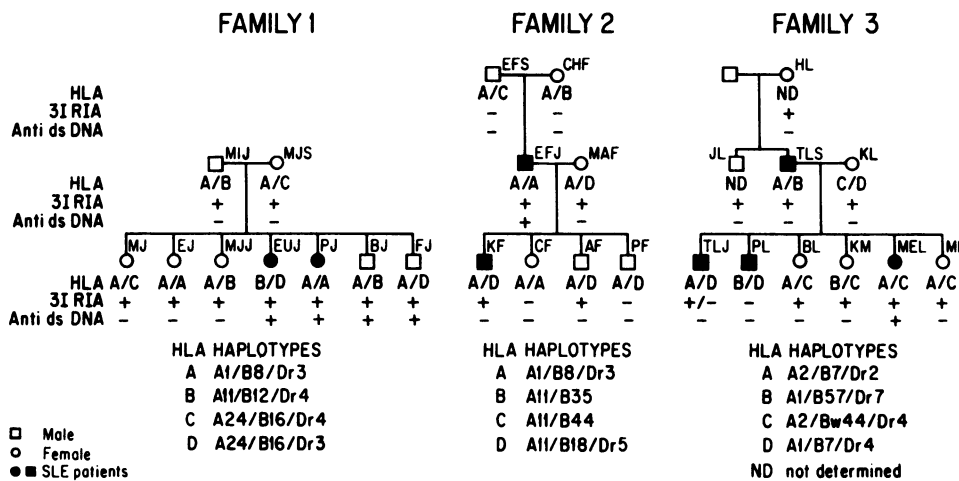 FAMILY 1 FAMILY 2 FAMILY 3
EFS CHF HL
HLA A/C A/B ND
3I RIA - - +
Anti ds DNA - - -
MIJ MJS EFJ MAF JL TLS KL
HLA A/B A/C A/A A/D ND A/B C/D
3I RIA + + + + + + +
Anti ds DNA - - + - - - -
MJ EJ MJJ EUJ PJ BJ FJ KF CF AF PF TLJ PL BL KM MEL
HLA A/C A/A A/B B/D A/A A/B A/D A/D A/A A/D A/D A/D B/D A/C B/C A/C A/C
3I RIA + + + + + + + + - + - +/- - + + + +
Anti ds DNA - - - + + + + - - - - - - - - + -
HLA HAPLOTYPES HLA HAPLOTYPES HLA HAPLOTYPES
A A1/B8/Dr3 A A1/B8/Dr3 A A2/B7/Dr2
B A11/B12/Dr4 B A11/B35 B A1/B57/Dr7
C A24/B16/Dr4 C A11/B44 C A2/Bw44/Dr4
D A24/B16/Dr3 D A11/B18/Dr5 D A1/B7/Dr4
Male
Female
SLE patients
ND not determined